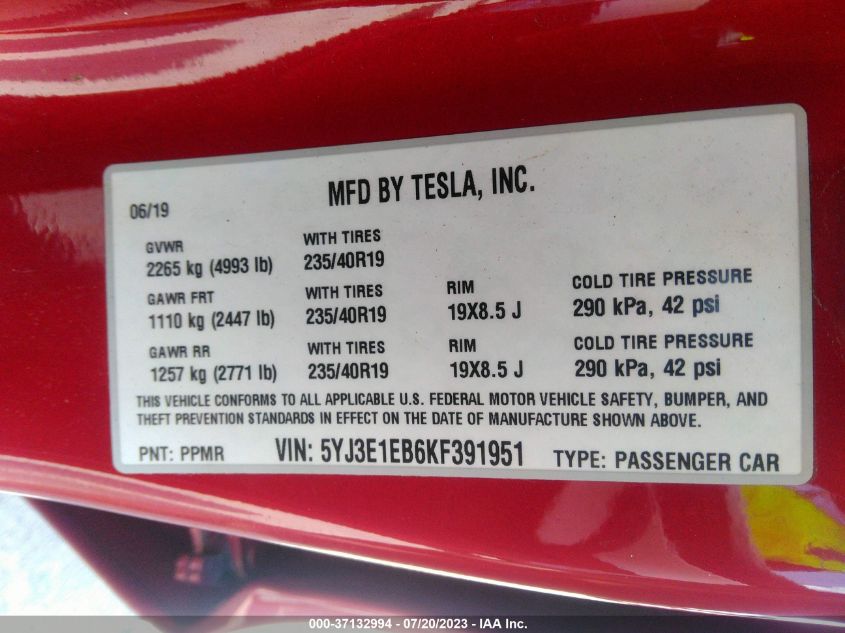 MFD BY TESLA, INC.
06/19
GVWR
2265 kg (4993 lb)
WITH TIRES
235/40R19
GAWR FRT
1110 kg (2447 lb)
WITH TIRES
235/40R19
RIM
19X8.5 J
COLD TIRE PRESSURE
290 kPa, 42 psi
GAWR RR
1257 kg (2771 lb)
WITH TIRES
235/40R19
RIM
19X8.5 J
COLD TIRE PRESSURE
290 kPa, 42 psi
THIS VEHICLE CONFORMS TO ALL APPLICABLE U.S. FEDERAL MOTOR VEHICLE SAFETY, BUMPER, AND
THEFT PREVENTION STANDARDS IN EFFECT ON THE DATE OF MANUFACTURE SHOWN ABOVE.
PNT: PPMR
VIN: 5YJ3E1EB6KF391951
TYPE: PASSENGER CAR
000-37132994 - 07/20/2023 - IAA Inc.